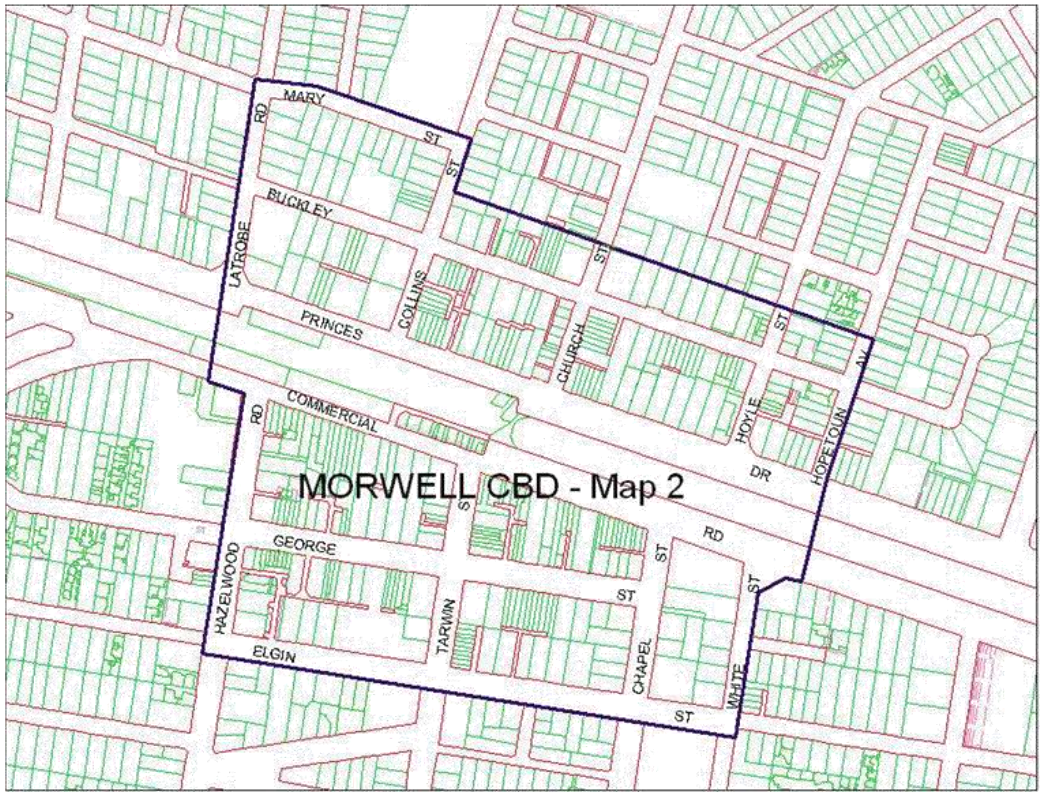 MARY ST
RD
ST
BUCKLEY
LATROBE
ST
COLLINS
PRINCES
ST
CHURCH
AV
HOYLE
HOPETOUN
COMMERCIAL
RD
DR
MORWELL CBD - Map 2
ST
RD
GEORGE
ST
ST
ST
HAZELWOOD
TARWIN
CHAPEL
WHITE
ELGIN
ST